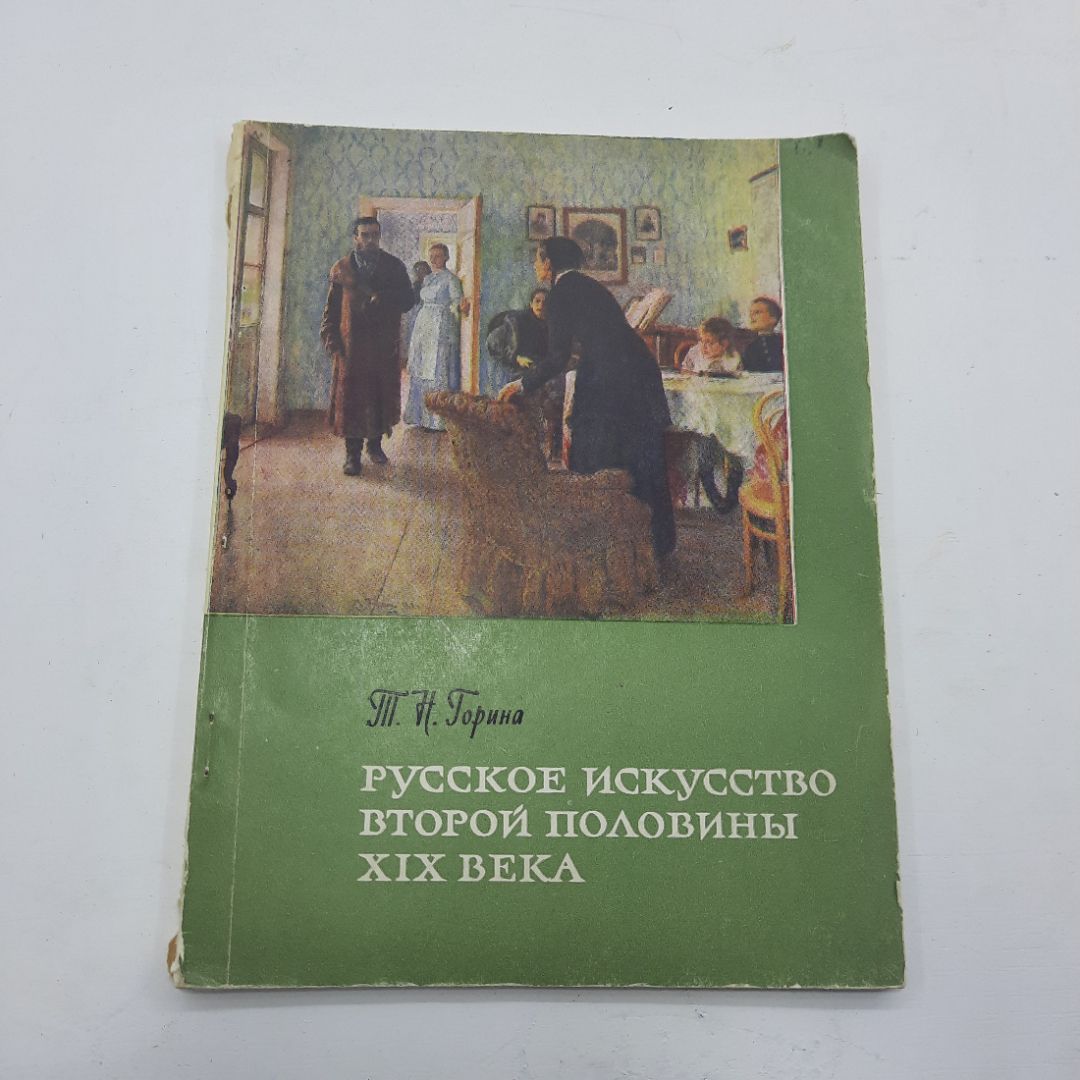 Т. Н. Горина
РУССКОЕ ИСКУССТВО
ВТОРОЙ ПОЛОВИНЫ
XIX ВЕКА